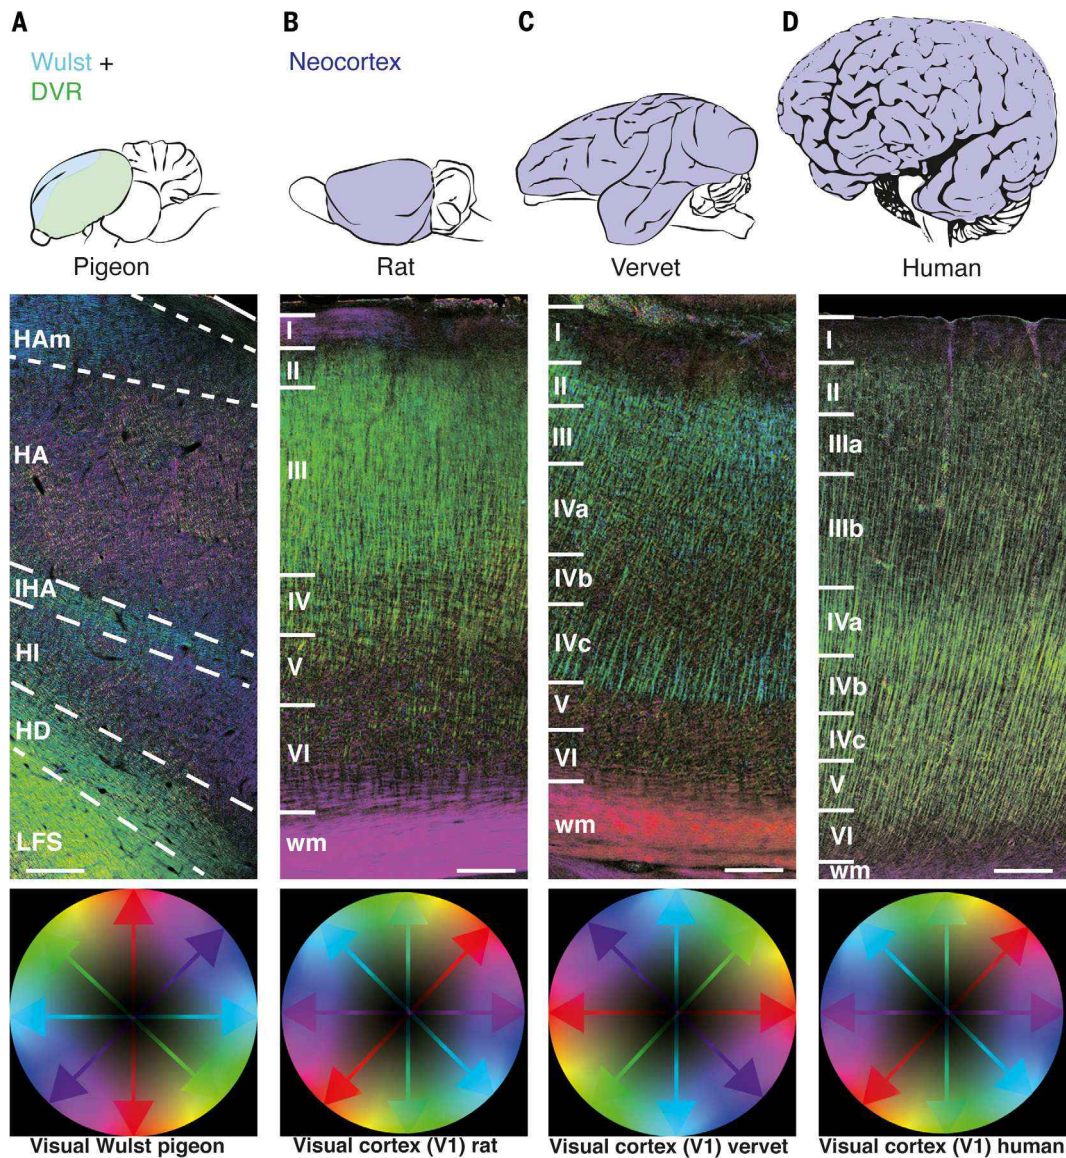 A
B
C
D
Wulst +
DVR
Neocortex
Pigeon
Rat
Vervet
Human
HAm
HA
IHA
HI
HD
LFS
I
II
III
IV
V
VI
wm
I
II
III
IVa
IVb
IVc
V
VI
wm
I
II
IIIa
IIIb
IVa
IVb
IVc
V
VI
wm
Visual Wulst pigeon
Visual cortex (V1) rat
Visual cortex (V1) vervet
Visual cortex (V1) human